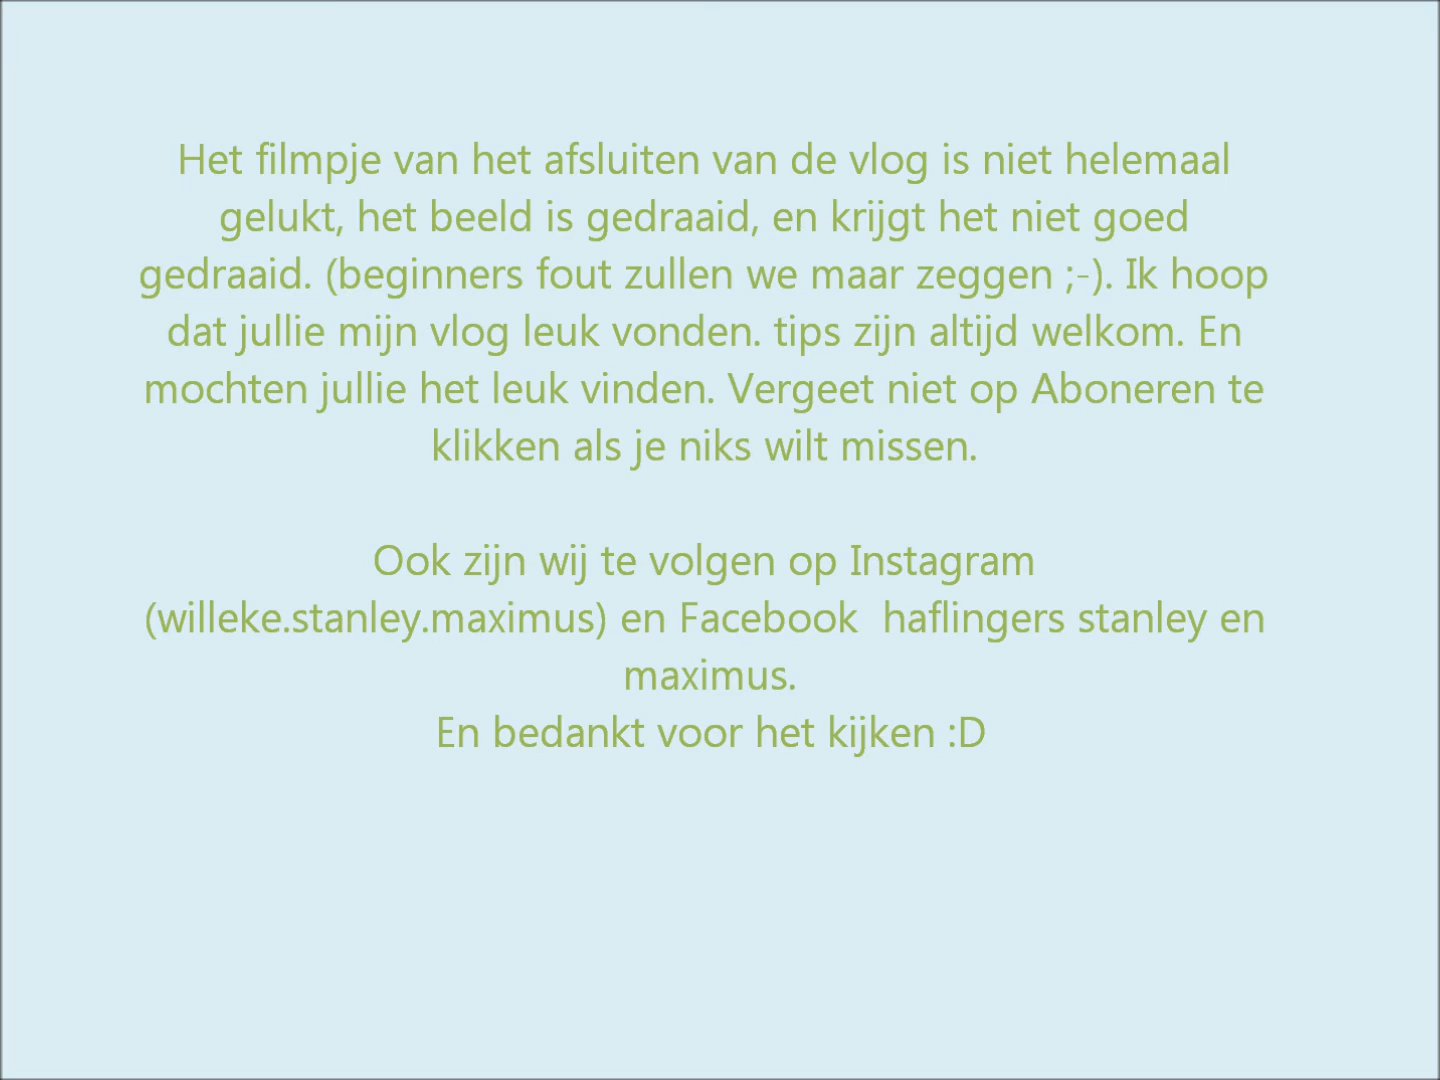 Het filmpje van het afsluiten van de vlog is niet helemaal
gelukt, het beeld is gedraaid, en krijgt het niet goed
gedraaid. (beginners fout zullen we maar zeggen ;-). Ik hoop
dat jullie mijn vlog leuk vonden. tips zijn altijd welkom. En
mochten jullie het leuk vinden. Vergeet niet op Aboneren te
klikken als je niks wilt missen.
Ook zijn wij te volgen op Instagram
(willeke.stanley.maximus) en Facebook  haflingers stanley en
maximus.
En bedankt voor het kijken :D